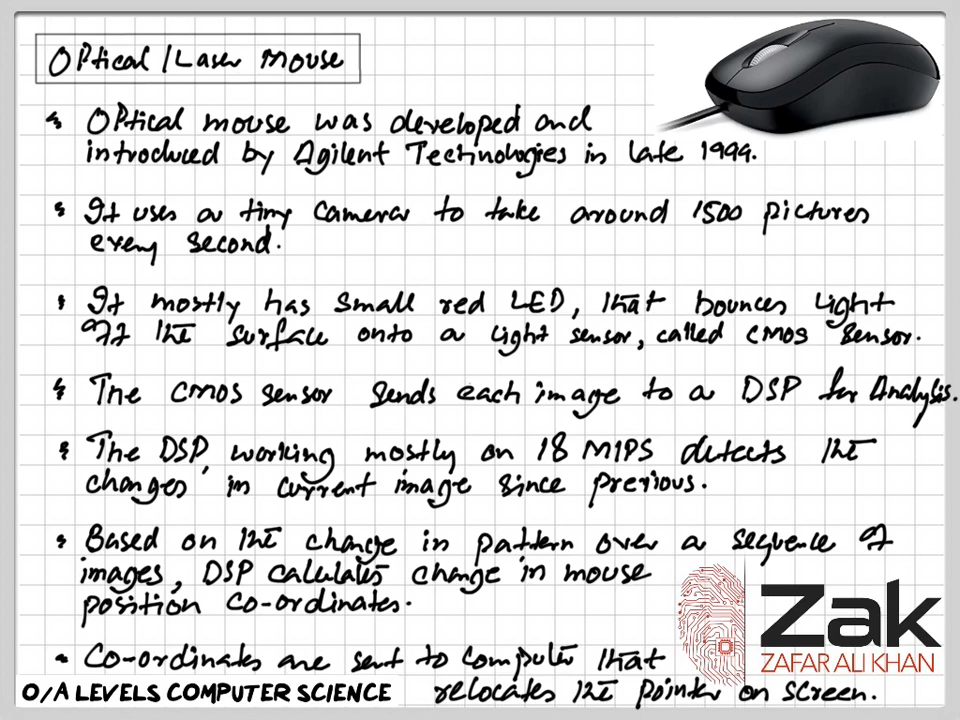 Optical / Laser Mouse
Optical mouse was developed and
introduced by Agilent Technologies in late 1999.
It uses a tiny camera to take around 1500 pictures
every second.
It mostly has small red LED, that bounces light
off the surface onto a light sensor, called CMOS sensor.
The CMOS sensor sends each image to a DSP for Analysis.
The DSP, working mostly on 18 MIPS detects the
changes in current image since previous.
Based on the change in pattern over a sequence of
images, DSP calulates change in mouse
position co-ordinates.
Co-ordinates are sent to computer that
relocates the pointer on screen.
O/A LEVELS COMPUTER SCIENCE
Zak
ZAFAR ALI KHAN